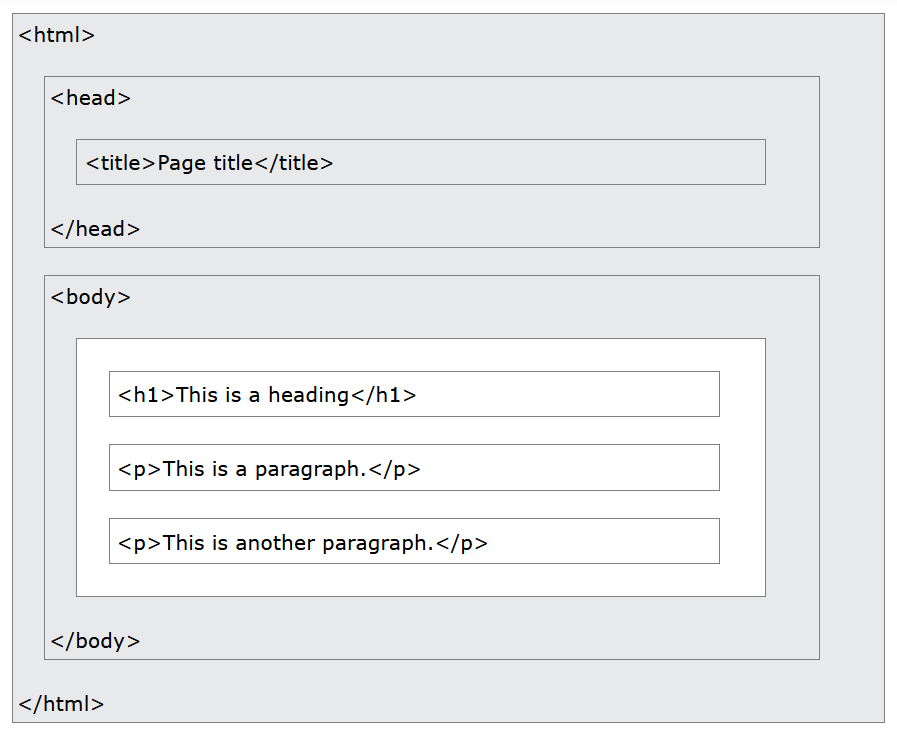 <html>
<head>
<title>Page title</title>
</head>
<body>
<h1>This is a heading</h1>
<p>This is a paragraph.</p>
<p>This is another paragraph.</p>
</body>
</html>